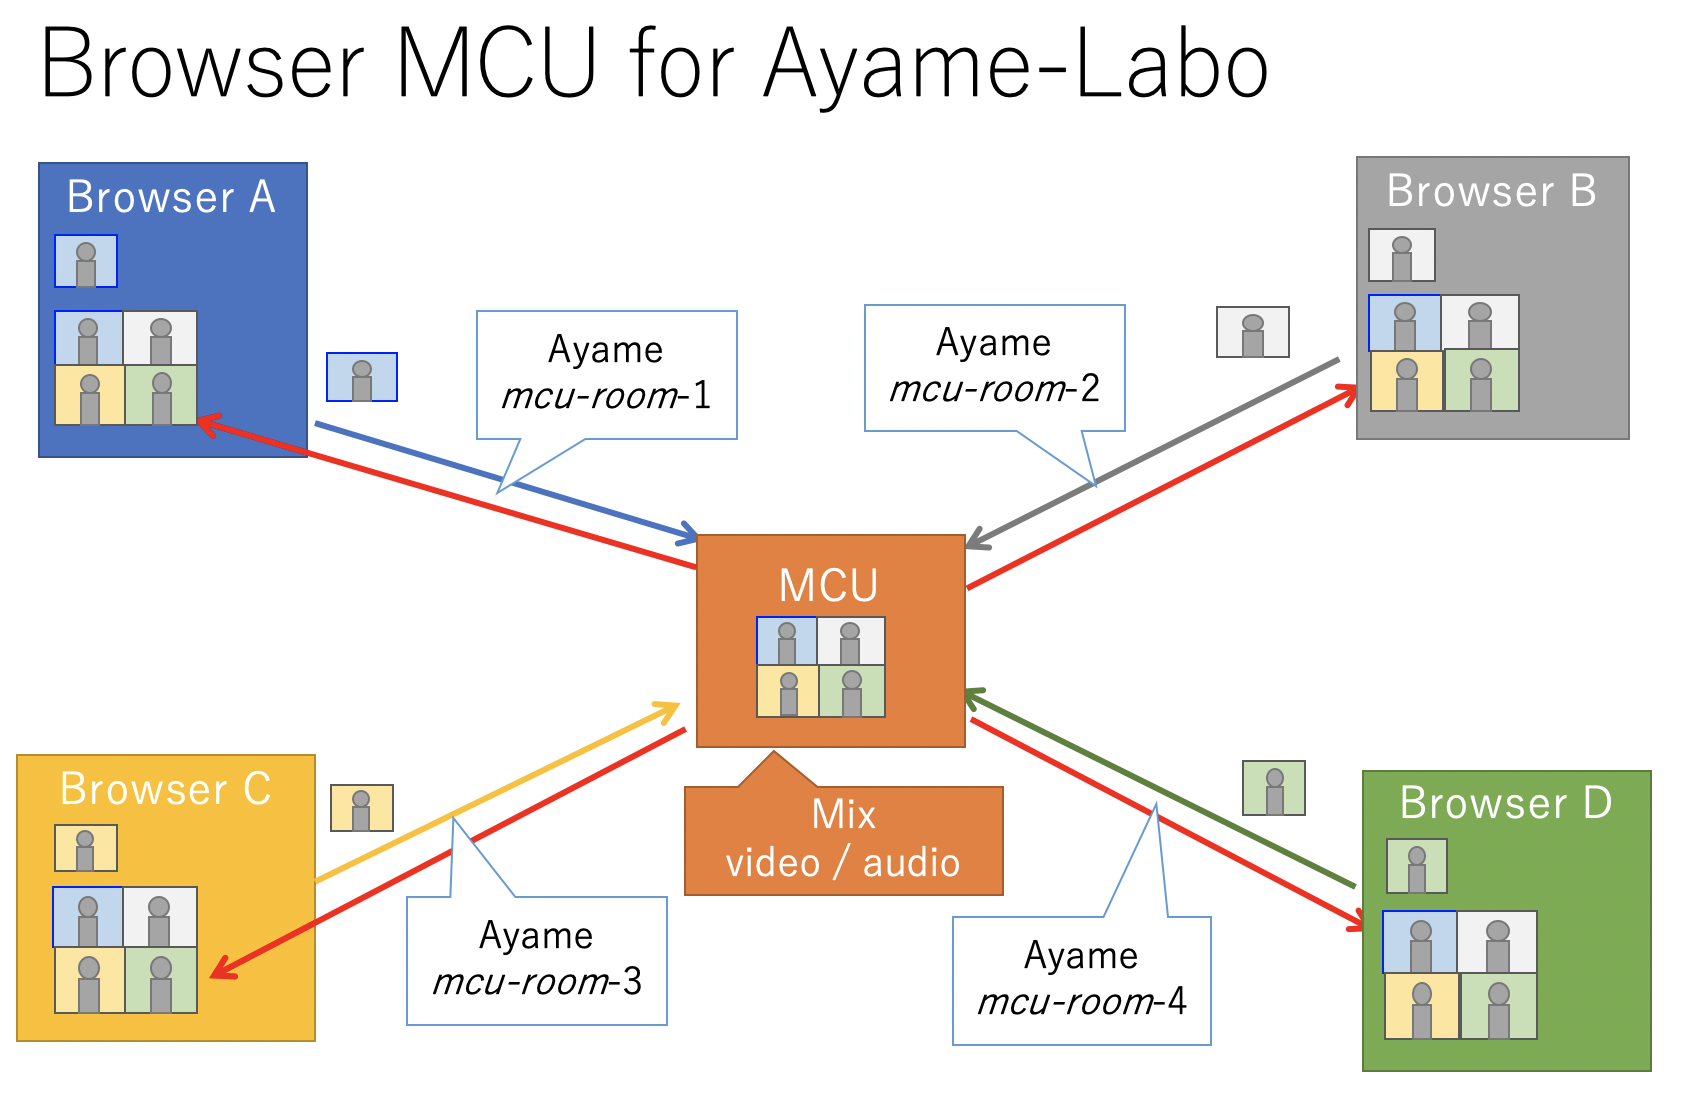 Browser MCU for Ayame-Labo
Browser A
Browser B
Ayame
mcu-room-1
Ayame
mcu-room-2
MCU
Mix
video / audio
Browser C
Ayame
mcu-room-3
Browser D
Ayame
mcu-room-4